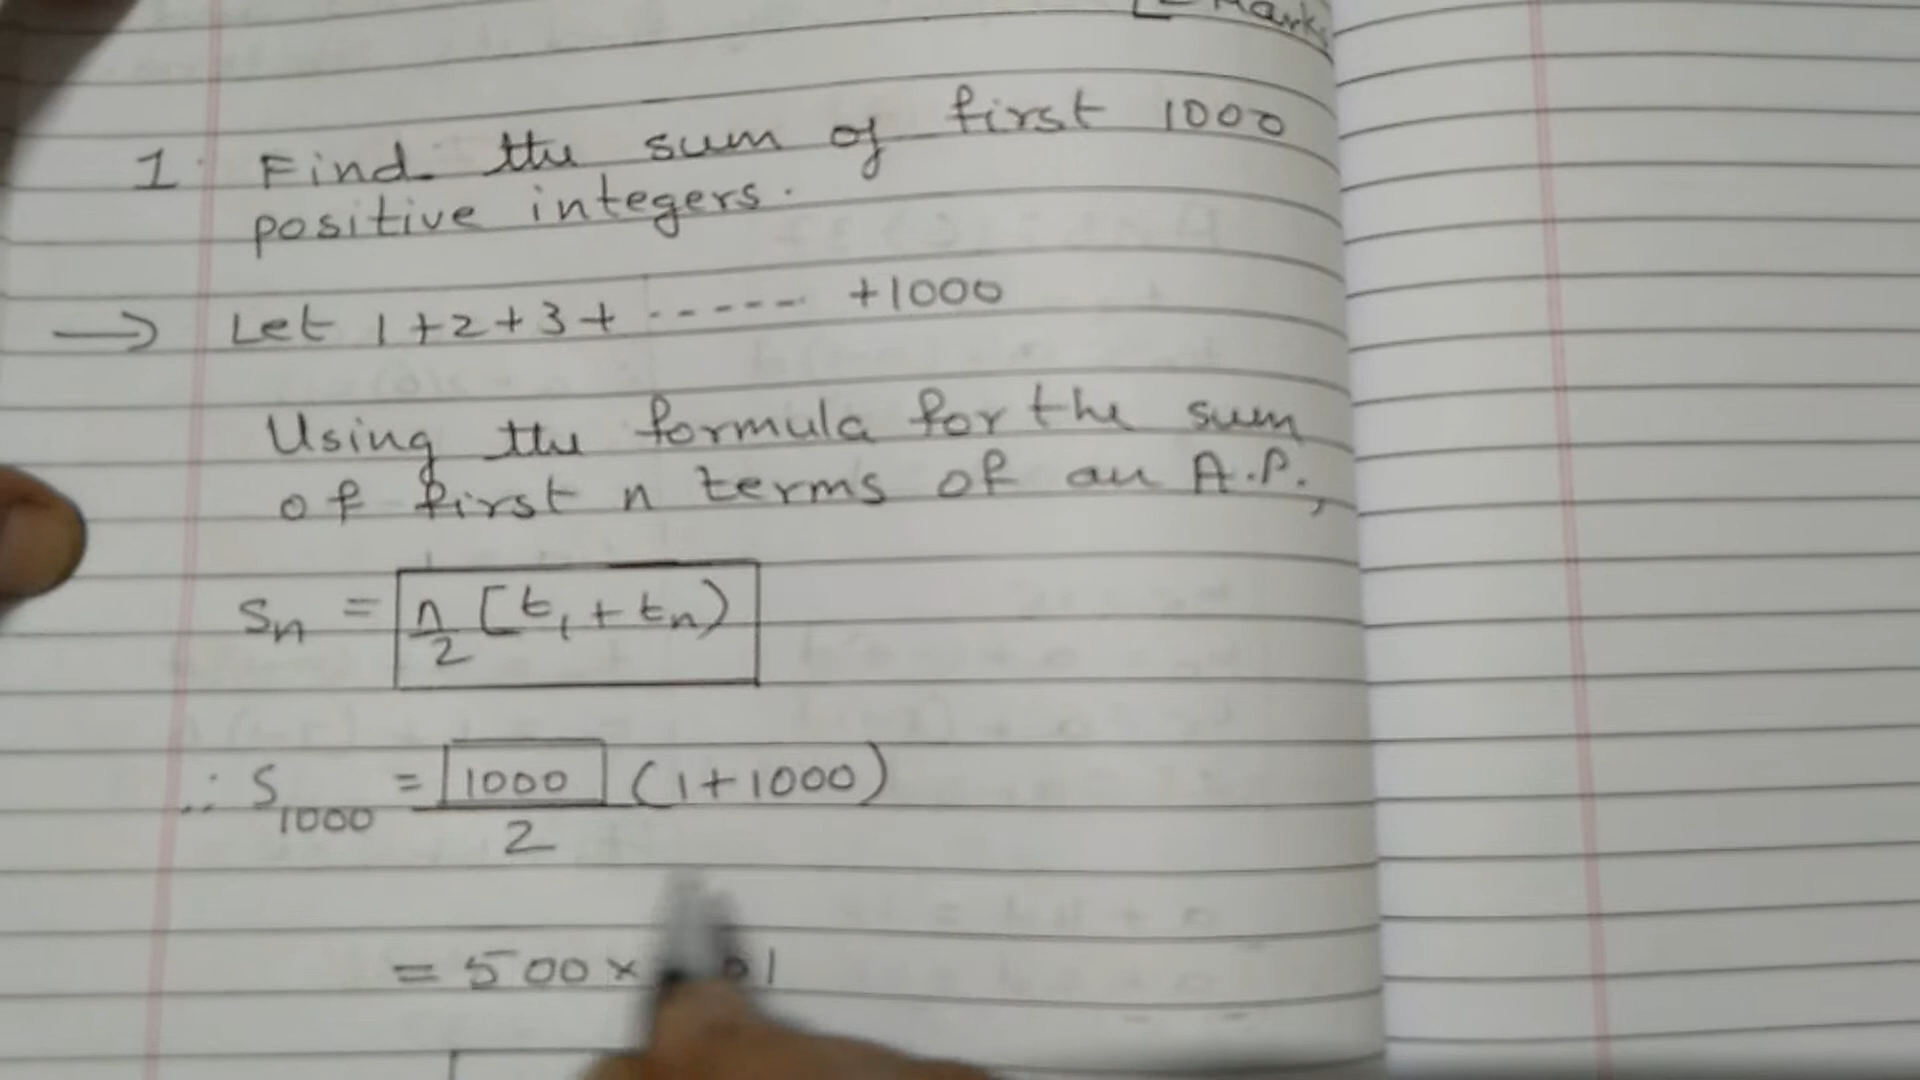 Marks
1. Find the sum of first 1000
positive integers.
→ Let 1+2+3+ ------ +1000
Using the formula for the sum
of first n terms of an A.P.,
Sn = n/2 [t1 + tn)
∴ S1000 = 1000/2 (1+1000)
= 500 ×